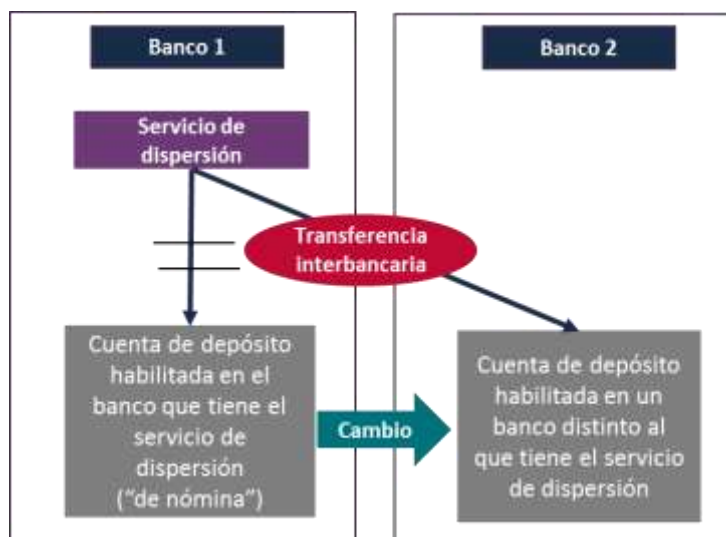 Banco 1
Banco 2
Servicio de
dispersión
Transferencia
interbancaria
Cuenta de depósito
habilitada en el
banco que tiene el
servicio de
dispersión
(“de nómina”)
Cambio
Cuenta de depósito
habilitada en un
banco distinto al
que tiene el servicio
de dispersión